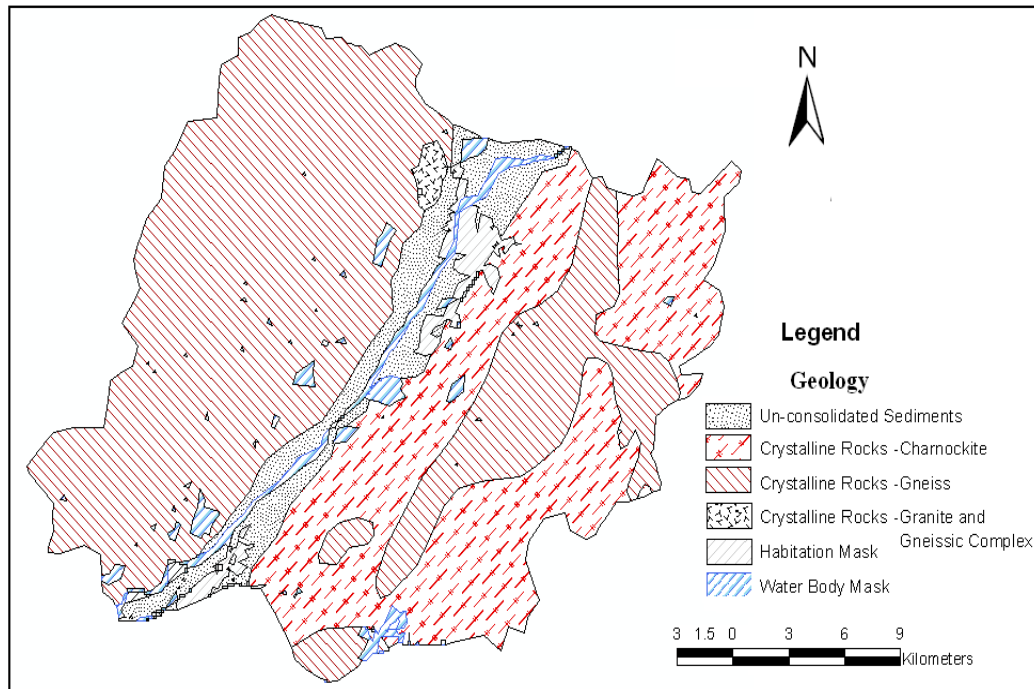 N
Legend
Geology
Un-consolidated Sediments
Crystalline Rocks -Charnockite
Crystalline Rocks -Gneiss
Crystalline Rocks -Granite and
Gneissic Complex
Habitation Mask
Water Body Mask
3 1.5 0 3 6 9
Kilometers